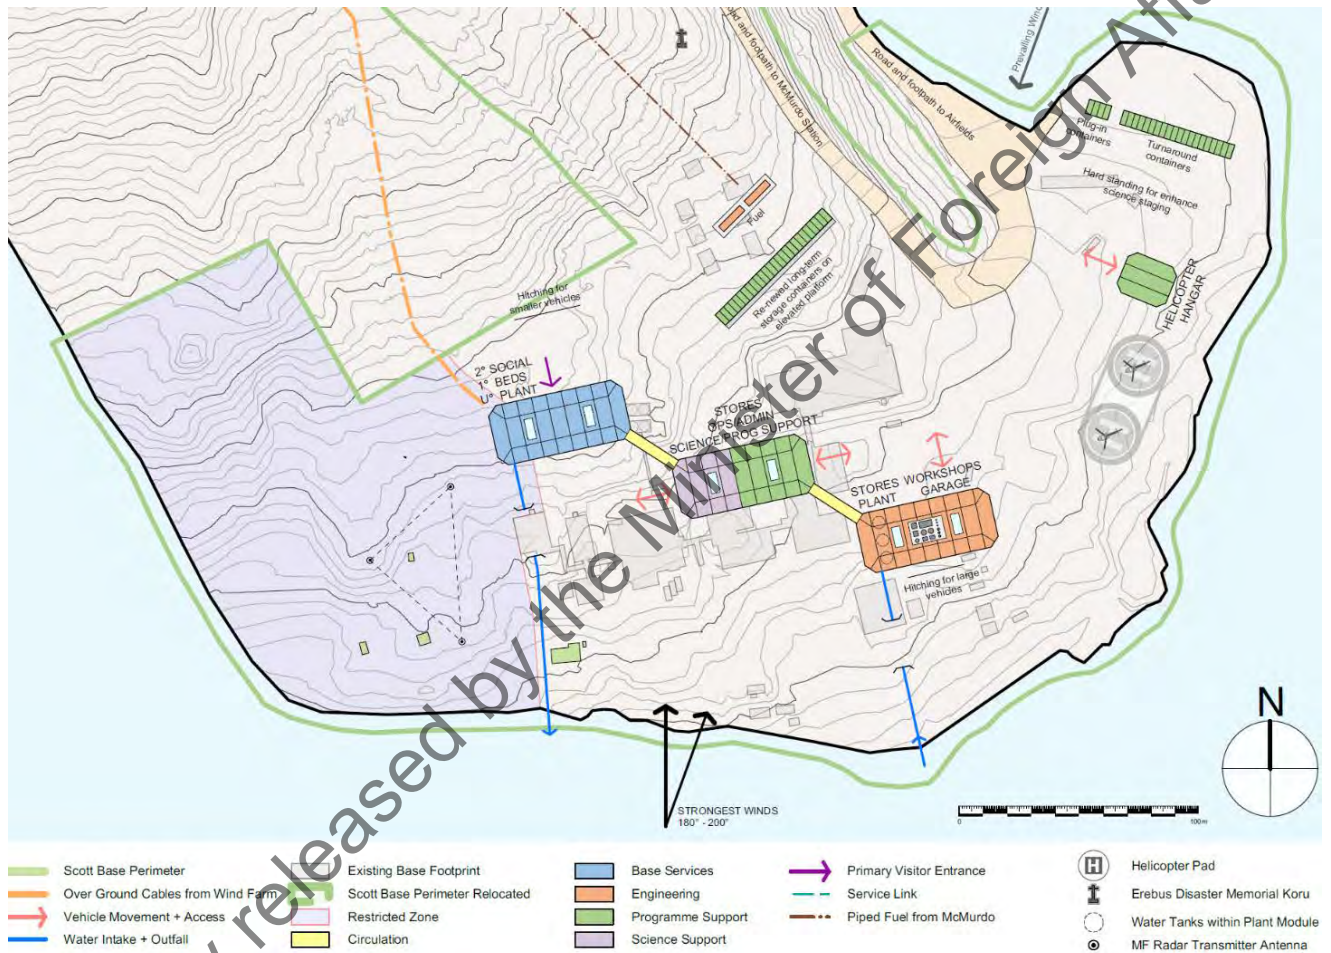 Prevailing Wind
Road and footpath to McMurdo Station
Road and footpath to Airfields
Plug-in
containers
Turnaround
containers
Hard standing for enhance
science staging
Fuel
Re-newed long-term
storage containers on
elevated platform
HELICOPTER
HANGAR
Hitching for
smaller vehicles
2° SOCIAL
1° BEDS
U° PLANT
STORES
OPS/ADMIN
SCIENCE/PROG SUPPORT
STORES WORKSHOPS
PLANT GARAGE
Hitching for large
vehicles
STRONGEST WINDS
180° - 200°
N
0 100m
Scott Base Perimeter
Over Ground Cables from Wind Farm
Vehicle Movement + Access
Water Intake + Outfall
Existing Base Footprint
Scott Base Perimeter Relocated
Restricted Zone
Circulation
Base Services
Engineering
Programme Support
Science Support
Primary Visitor Entrance
Service Link
Piped Fuel from McMurdo
H
Helicopter Pad
Erebus Disaster Memorial Koru
Water Tanks within Plant Module
MF Radar Transmitter Antenna
released by the Minister of Foreign